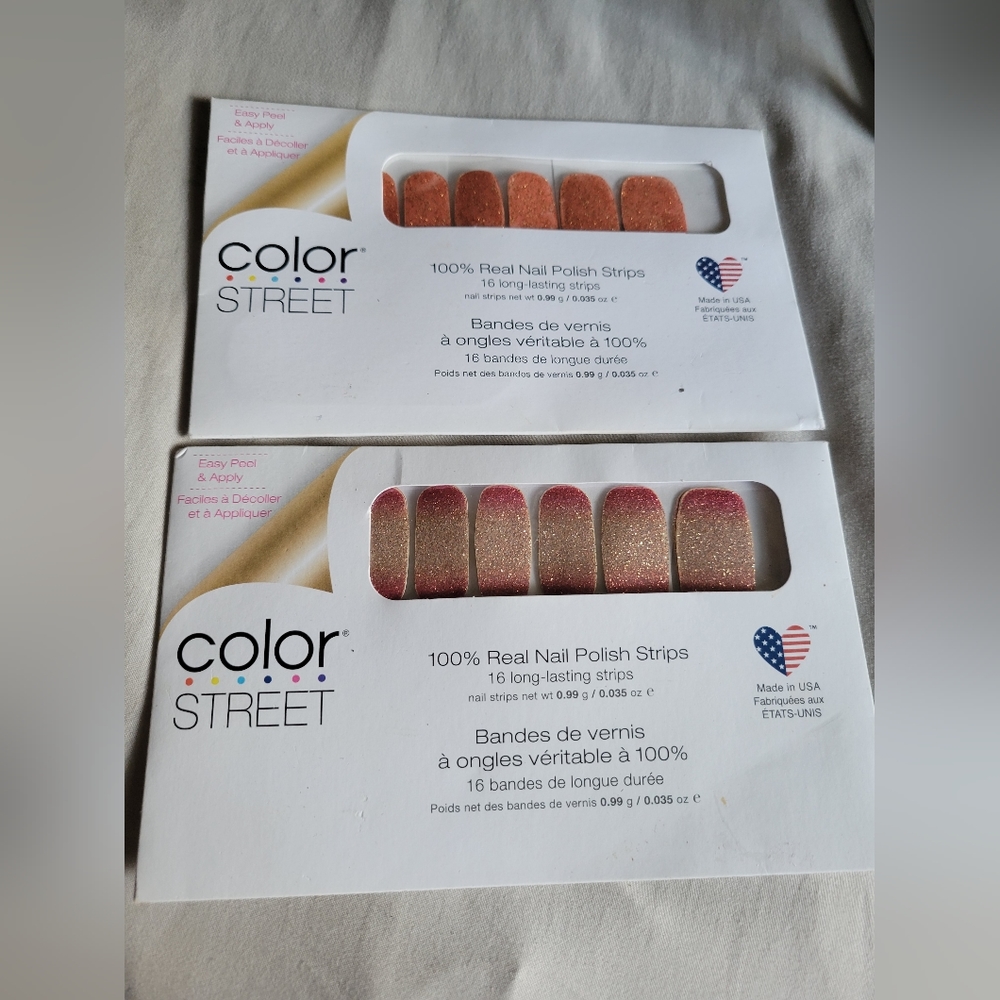 Easy Peel
& Apply
Faciles à Décoller
et à Appliquer
color®
STREET
100% Real Nail Polish Strips
16 long-lasting strips
nail strips net wt 0.99 g / 0.035 oz ℮
Bandes de vernis
à ongles véritable à 100%
16 bandes de longue durée
Poids net des bandes de vernis 0.99 g / 0.035 oz ℮
™
Made in USA
Fabriquées aux
ÉTATS-UNIS
Easy Peel
& Apply
Faciles à Décoller
et à Appliquer
color®
STREET
100% Real Nail Polish Strips
16 long-lasting strips
nail strips net wt 0.99 g / 0.035 oz ℮
Bandes de vernis
à ongles véritable à 100%
16 bandes de longue durée
Poids net des bandes de vernis 0.99 g / 0.035 oz ℮
™
Made in USA
Fabriquées aux
ÉTATS-UNIS